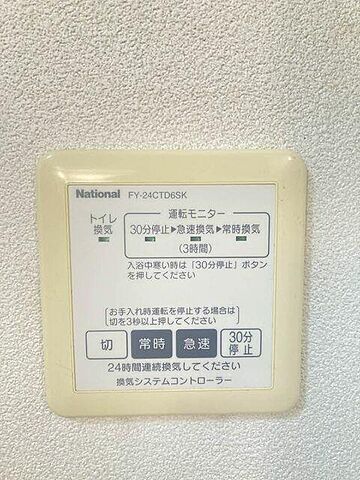 National FY-24CTD6SK
トイレ 換気
運転モニター
30分停止▶急速換気▶常時換気
(3時間)
入浴中寒い時は「30分停止」ボタン
を押してください
お手入れ時運転を停止する場合は
切を3秒以上押してください
切 常時 急速 30分停止
24時間連続換気してください
換気システムコントローラー